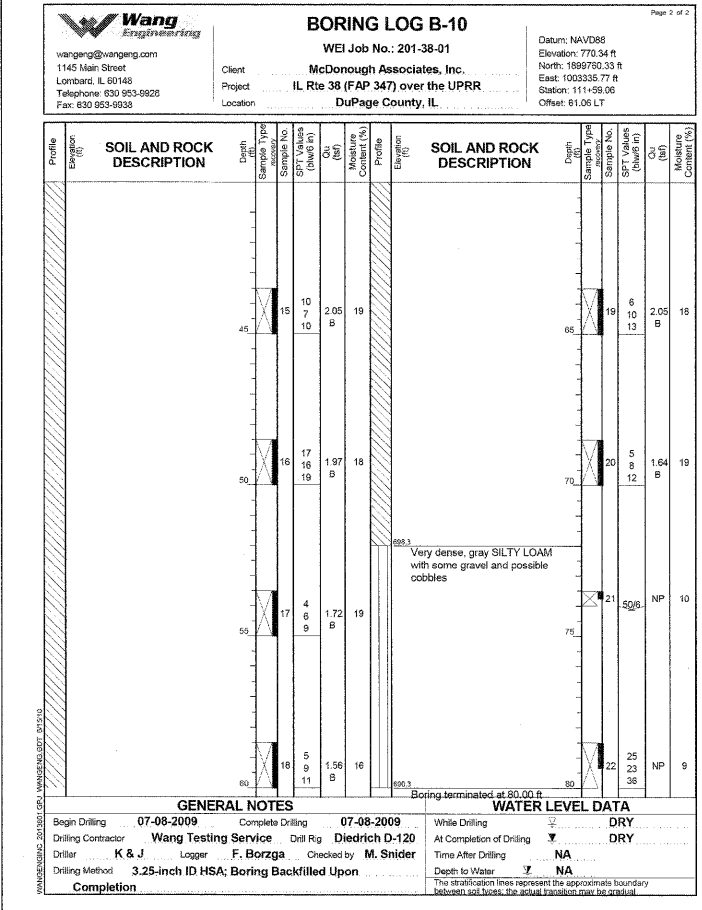 Page 2 of 2
Wang
Engineering
wangeng@wangeng.com
1145 Main Street
Lombard, IL 60148
Telephone: 630 953-9928
Fax: 630 953-9938
BORING LOG B-10
WEI Job No.: 201-38-01
Client McDonough Associates, Inc.
Project IL Rte 38 (FAP 347) over the UPRR
Location DuPage County, IL
Datum: NAVD88
Elevation: 770.34 ft
North: 1899760.33 ft
East: 1003335.77 ft
Station: 111+59.06
Offset: 61.06 LT
Profile Elevation (ft) SOIL AND ROCK DESCRIPTION Depth (ft) Sample Type recovery Sample No. SPT Values (blw/6 in) Qu (tsf) Moisture Content (%)
Profile Elevation (ft) SOIL AND ROCK DESCRIPTION Depth (ft) Sample Type recovery Sample No. SPT Values (blw/6 in) Qu (tsf) Moisture Content (%)
15 10 7 10 2.05 B 19
45
16 17 16 19 1.97 B 18
50
17 4 6 9 1.72 B 19
55
18 5 9 11 1.56 B 16
60
19 6 10 13 2.05 B 18
65
20 5 8 12 1.64 B 19
70
698.3
Very dense, gray SILTY LOAM
with some gravel and possible
cobbles
21 50/6 NP 10
75
22 25 23 36 NP 9
690.3 80
Boring terminated at 80.00 ft
GENERAL NOTES
Begin Drilling 07-08-2009 Complete Drilling 07-08-2009
Drilling Contractor Wang Testing Service Drill Rig Diedrich D-120
Driller K & J Logger F. Borzga Checked by M. Snider
Drilling Method 3.25-inch ID HSA; Boring Backfilled Upon
Completion
WATER LEVEL DATA
While Drilling DRY
At Completion of Drilling DRY
Time After Drilling NA
Depth to Water NA
The stratification lines represent the approximate boundary
between soil types; the actual transition may be gradual.
WANGENGINC 2013801.GPJ WANGENG.GDT 6/15/10